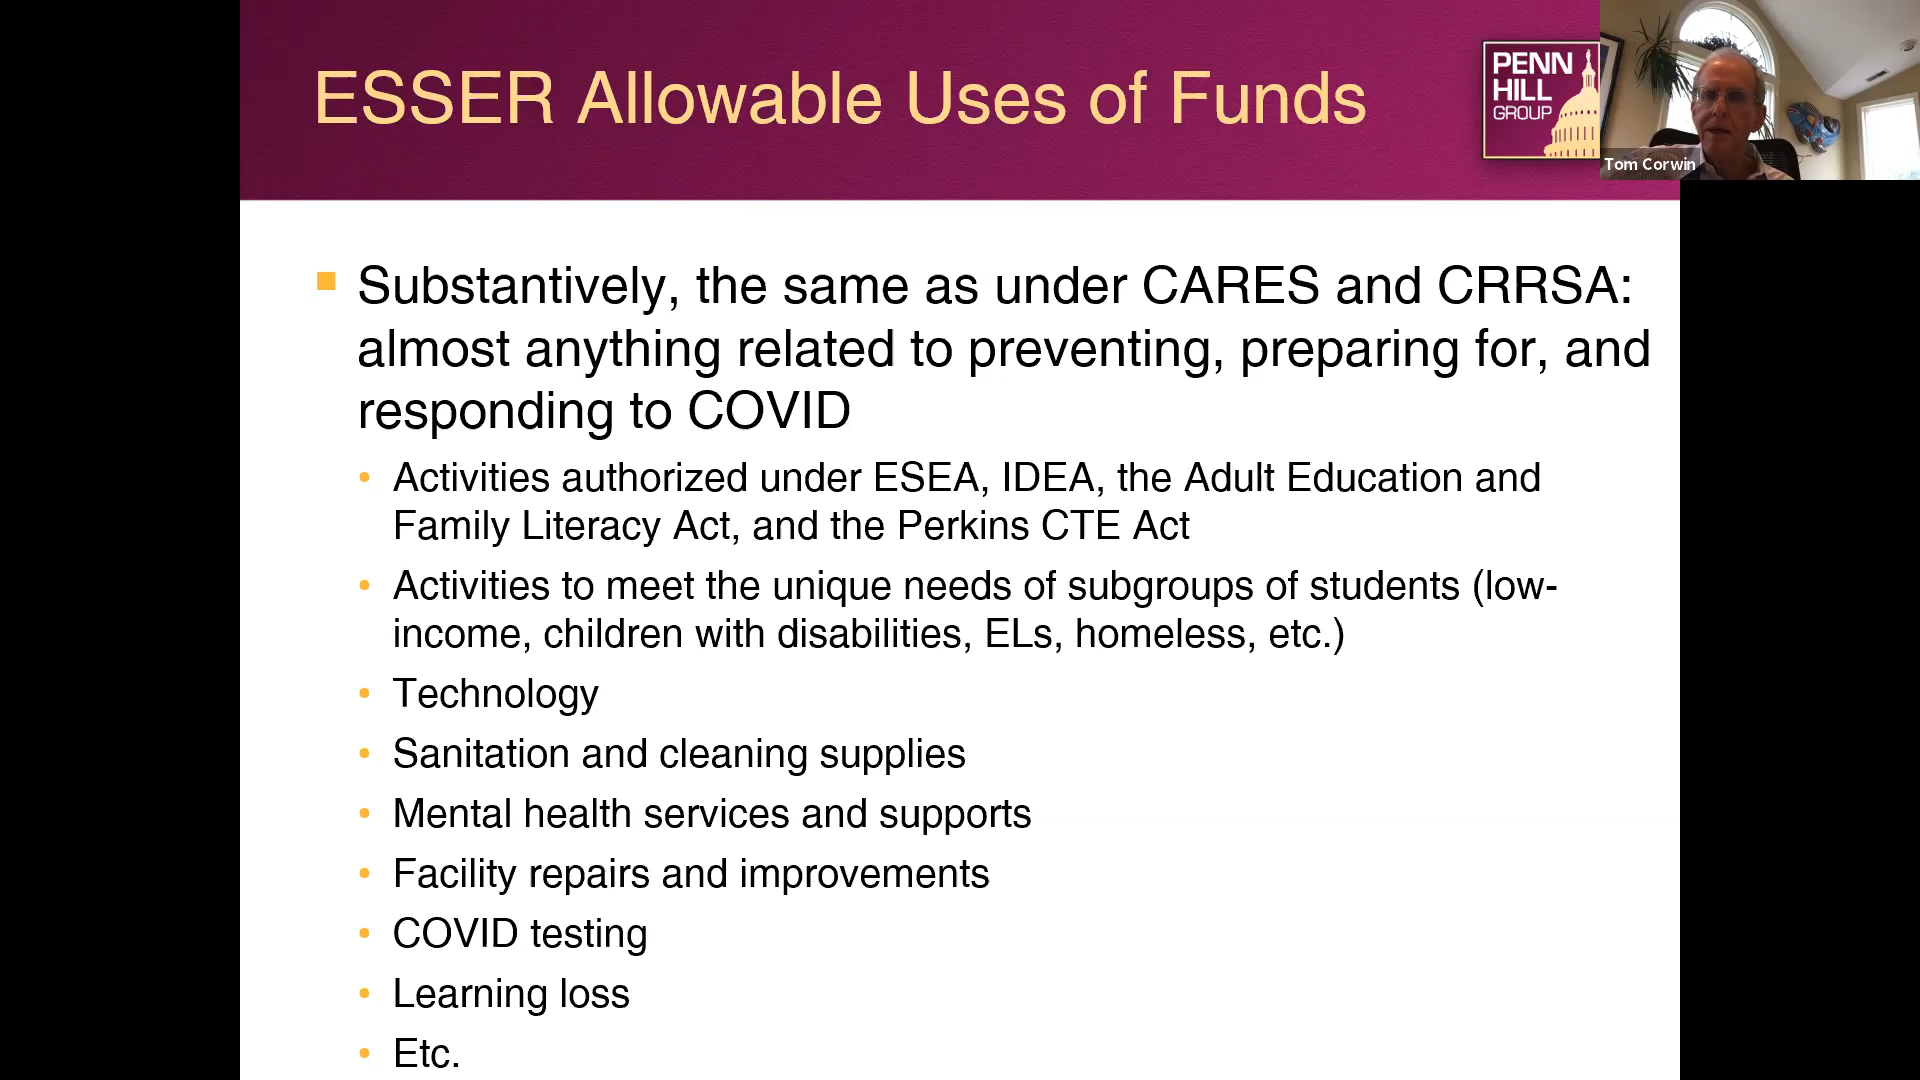 ESSER Allowable Uses of Funds
PENN
HILL
GROUP
Tom Corwin
Substantively, the same as under CARES and CRRSA:
almost anything related to preventing, preparing for, and
responding to COVID
• Activities authorized under ESEA, IDEA, the Adult Education and
Family Literacy Act, and the Perkins CTE Act
• Activities to meet the unique needs of subgroups of students (low-
income, children with disabilities, ELs, homeless, etc.)
• Technology
• Sanitation and cleaning supplies
• Mental health services and supports
• Facility repairs and improvements
• COVID testing
• Learning loss
• Etc.